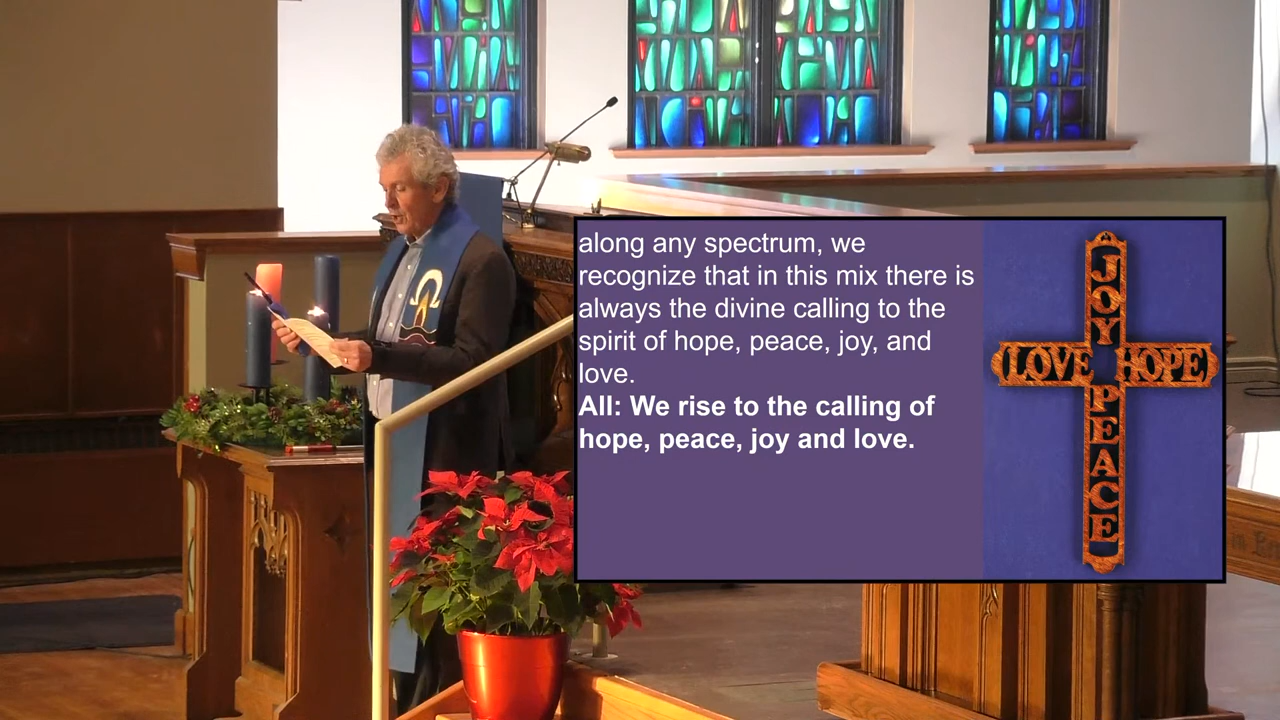 along any spectrum, we
recognize that in this mix there is
always the divine calling to the
spirit of hope, peace, joy, and
love.
All: We rise to the calling of
hope, peace, joy and love.
JOY
LOVE HOPE
PEACE